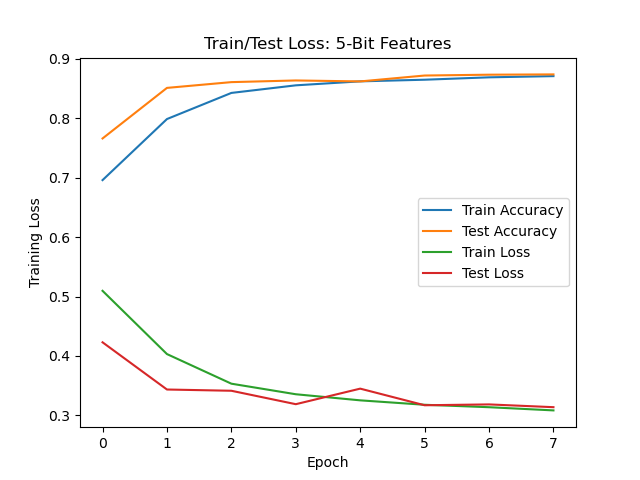 Train/Test Loss: 5-Bit Features
0.9
0.8
0.7
0.6
0.5
0.4
0.3
Training Loss
Train Accuracy
Test Accuracy
Train Loss
Test Loss
0 1 2 3 4 5 6 7
Epoch